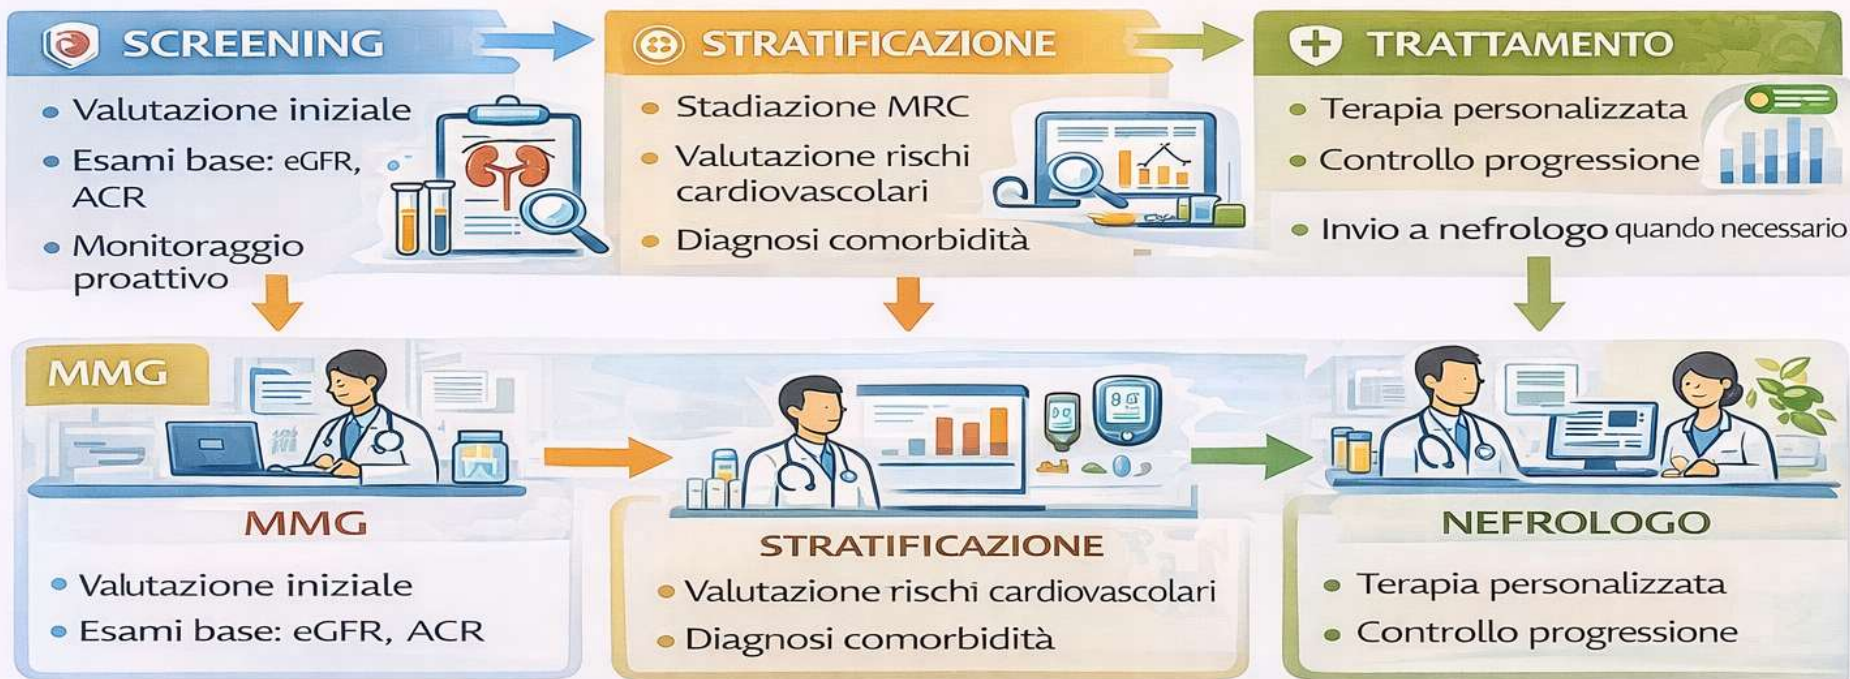 SCREENING
• Valutazione iniziale
• Esami base: eGFR,
ACR
• Monitoraggio
proattivo
STRATIFICAZIONE
• Stadiazione MRC
• Valutazione rischi
cardiovascolari
• Diagnosi comorbidità
TRATTAMENTO
• Terapia personalizzata
• Controllo progressione
• Invio a nefrologo quando necessario
MMG
MMG
• Valutazione iniziale
• Esami base: eGFR, ACR
STRATIFICAZIONE
• Valutazione rischi cardiovascolari
• Diagnosi comorbidità
NEFROLOGO
• Terapia personalizzata
• Controllo progressione